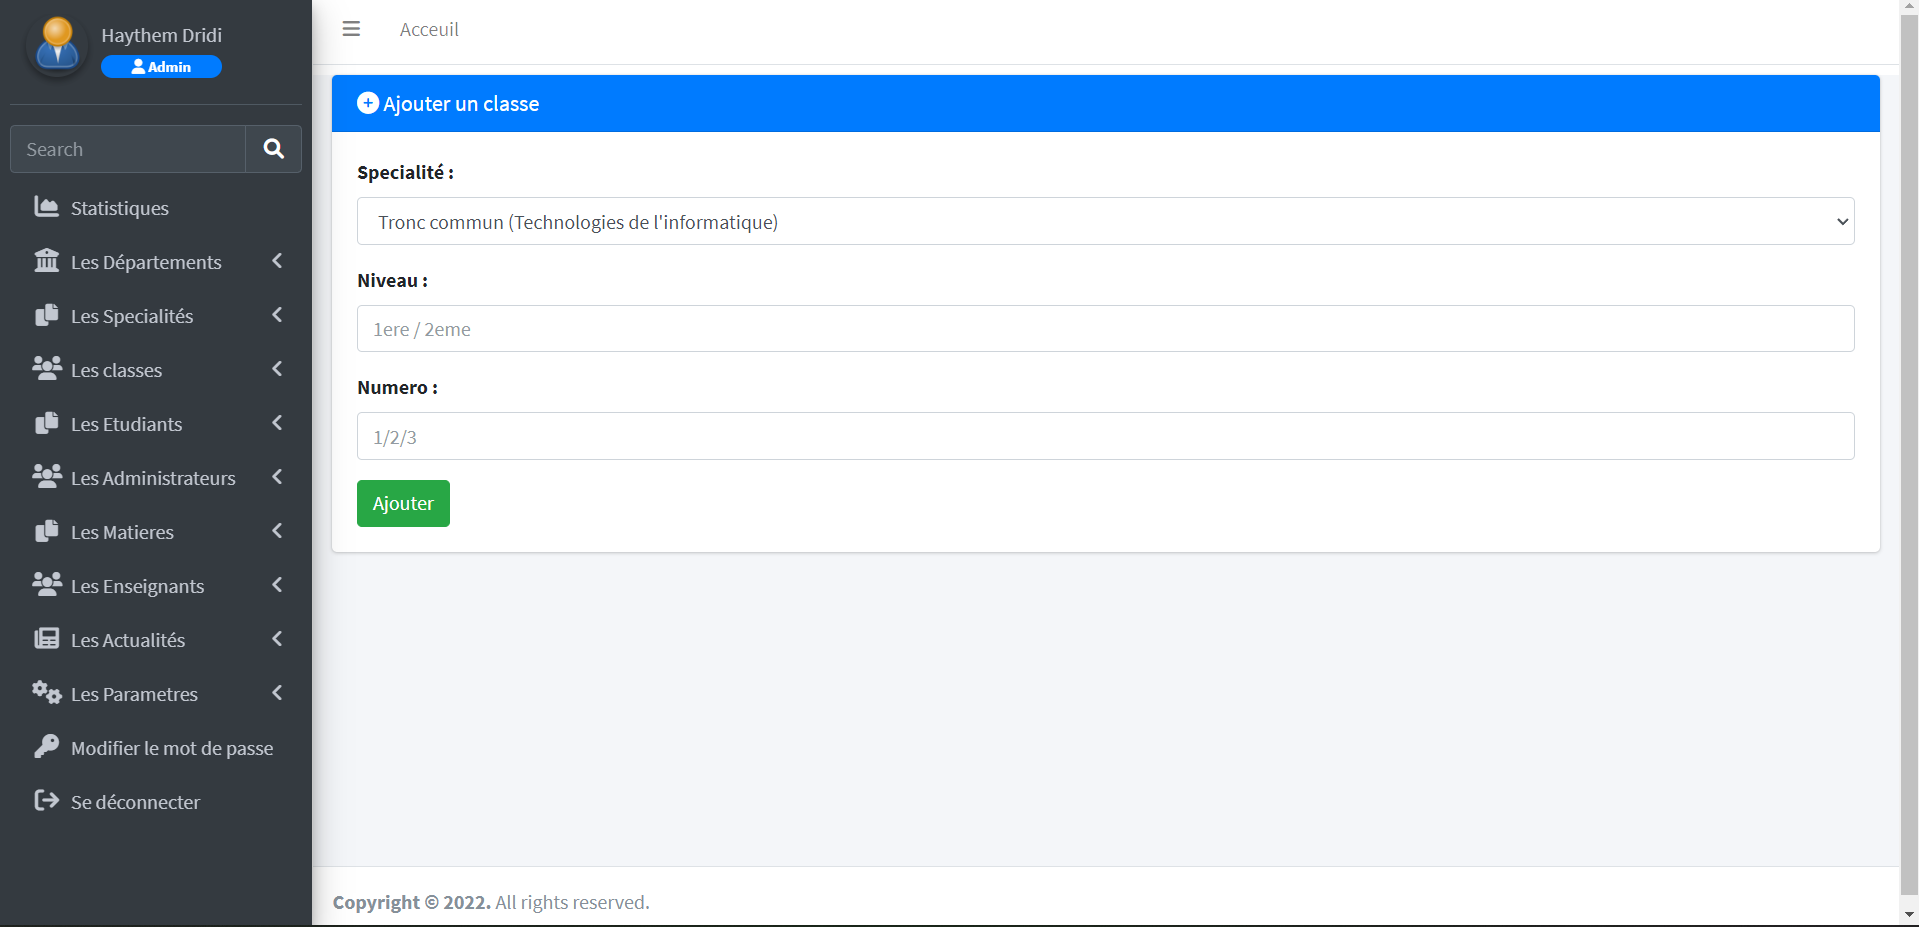 Haythem Dridi
Admin
Search
Statistiques
Les Départements
Les Specialités
Les classes
Les Etudiants
Les Administrateurs
Les Matieres
Les Enseignants
Les Actualités
Les Parametres
Modifier le mot de passe
Se déconnecter
Acceuil
Ajouter un classe
Specialité :
Tronc commun (Technologies de l'informatique)
Niveau :
1ere / 2eme
Numero :
1/2/3
Ajouter
Copyright © 2022. All rights reserved.